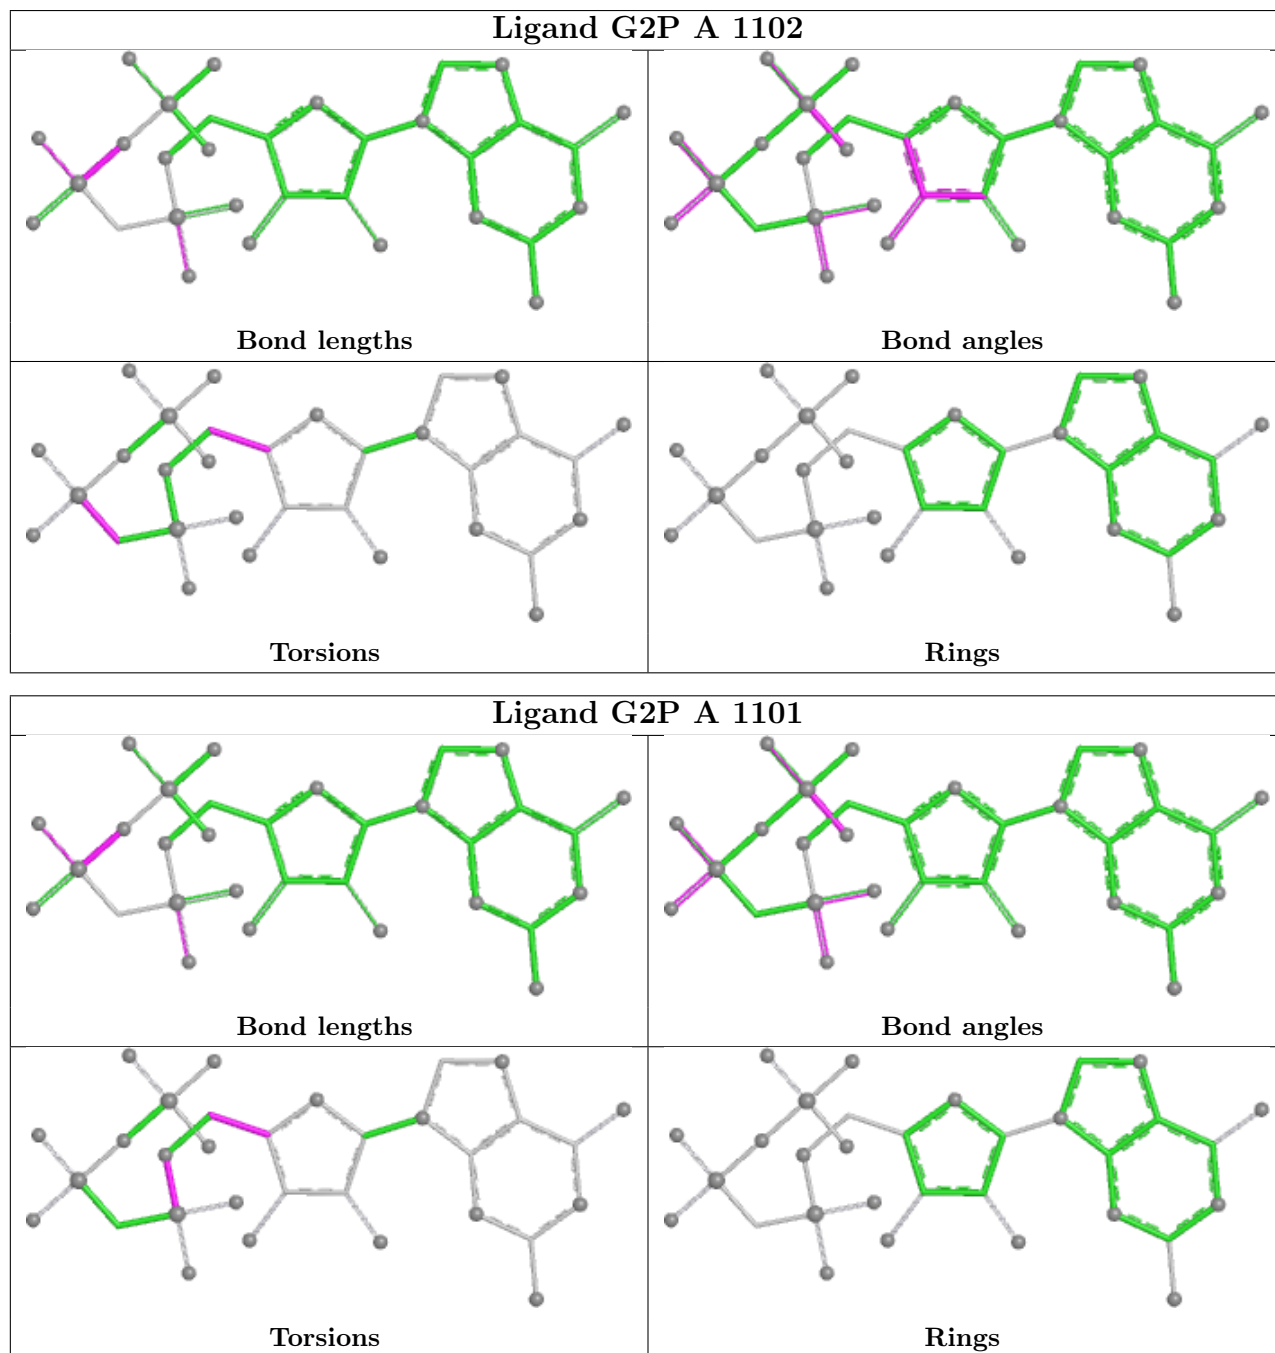 Ligand G2P A 1102
Bond lengths
Bond angles
Torsions
Rings
Ligand G2P A 1101
Bond lengths
Bond angles
Torsions
Rings